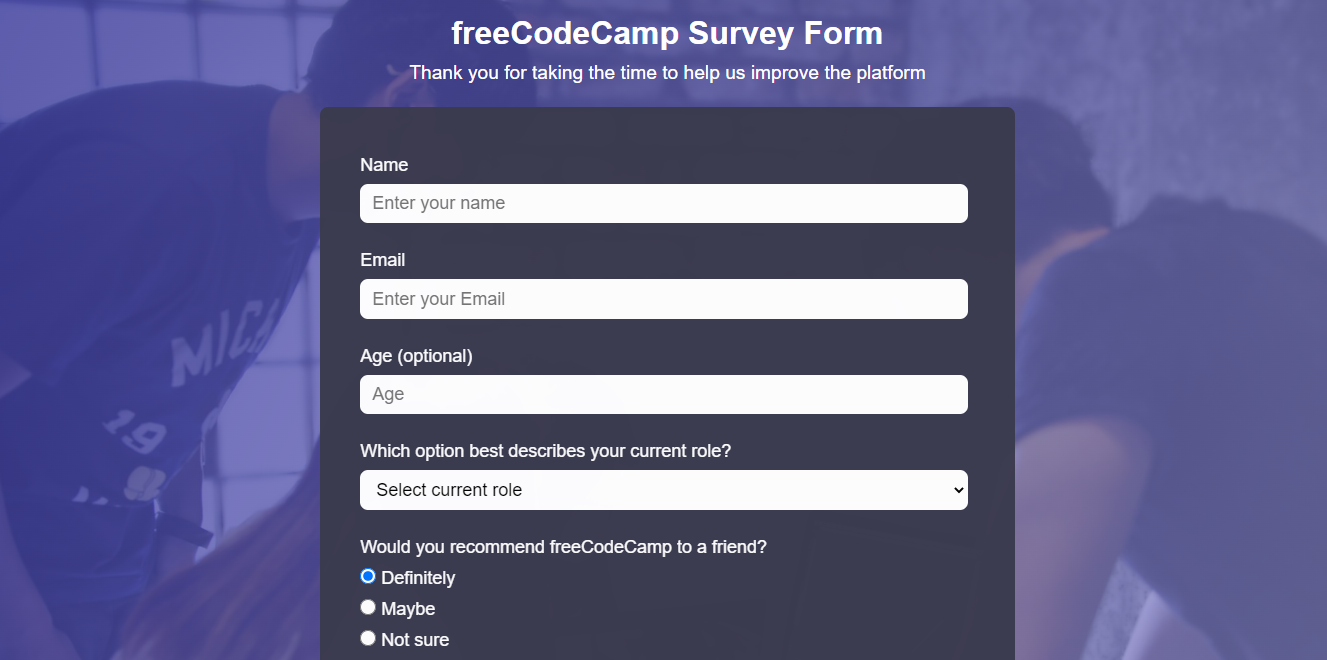 freeCodeCamp Survey Form
Thank you for taking the time to help us improve the platform
Name
Enter your name
Email
Enter your Email
Age (optional)
Age
Which option best describes your current role?
Select current role
Would you recommend freeCodeCamp to a friend?
Definitely
Maybe
Not sure
19